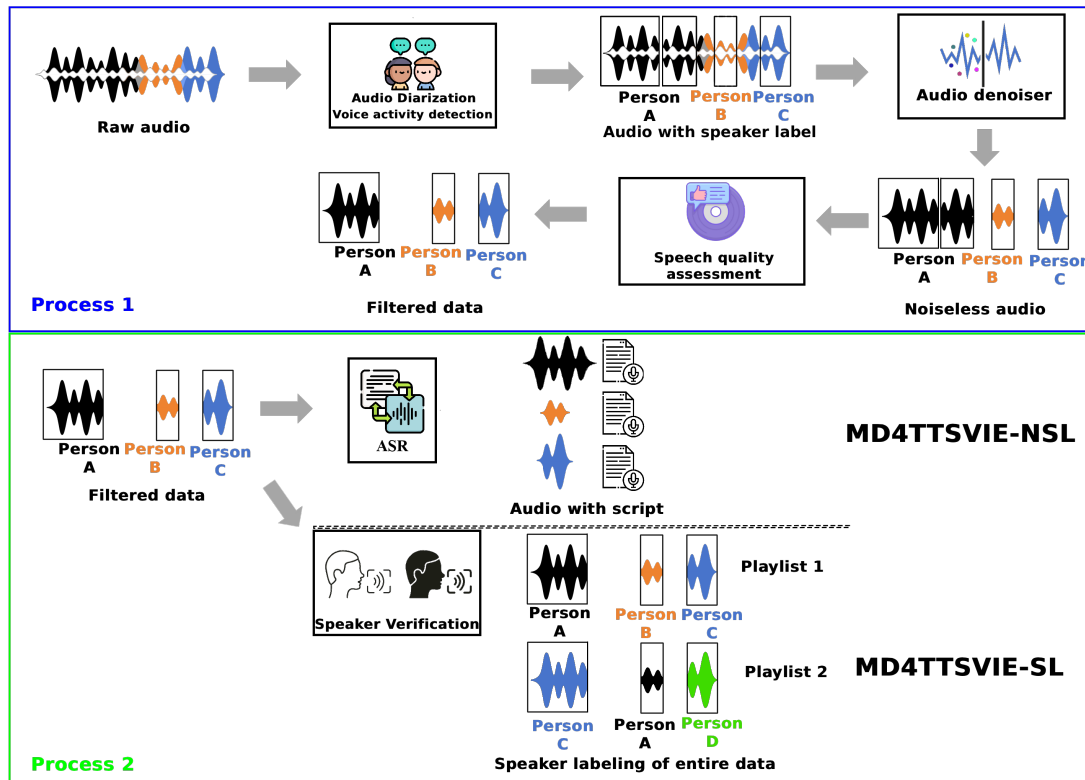 Raw audio
Audio Diarization
Voice activity detection
Person
A
Person
B
Person
C
Audio with speaker label
Audio denoiser
Person
A
Person
B
Person
C
Filtered data
Speech quality
assessment
Person
A
Person
B
Person
C
Noiseless audio
Process 1
Person
A
Person
B
Person
C
Filtered data
ASR
Audio with script
MD4TTSVIE-NSL
Speaker Verification
Person
A
Person
B
Person
C
Playlist 1
Person
C
Person
A
Person
D
Playlist 2
MD4TTSVIE-SL
Speaker labeling of entire data
Process 2